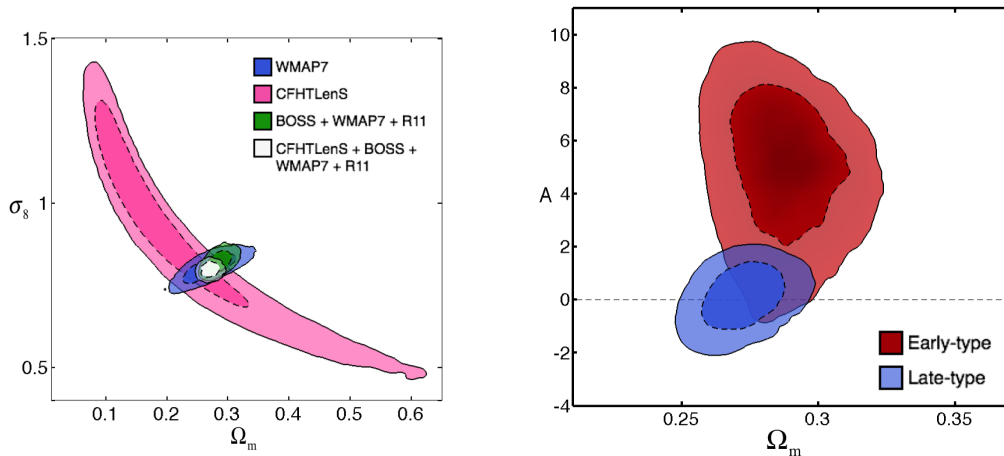 1.5
1
0.5
σ8
WMAP7
CFHTLenS
BOSS + WMAP7 + R11
CFHTLenS + BOSS +
WMAP7 + R11
0.1 0.2 0.3 0.4 0.5 0.6
Ωm
10
8
6
4
2
0
-2
-4
A
Early-type
Late-type
0.25 0.3 0.35
Ωm